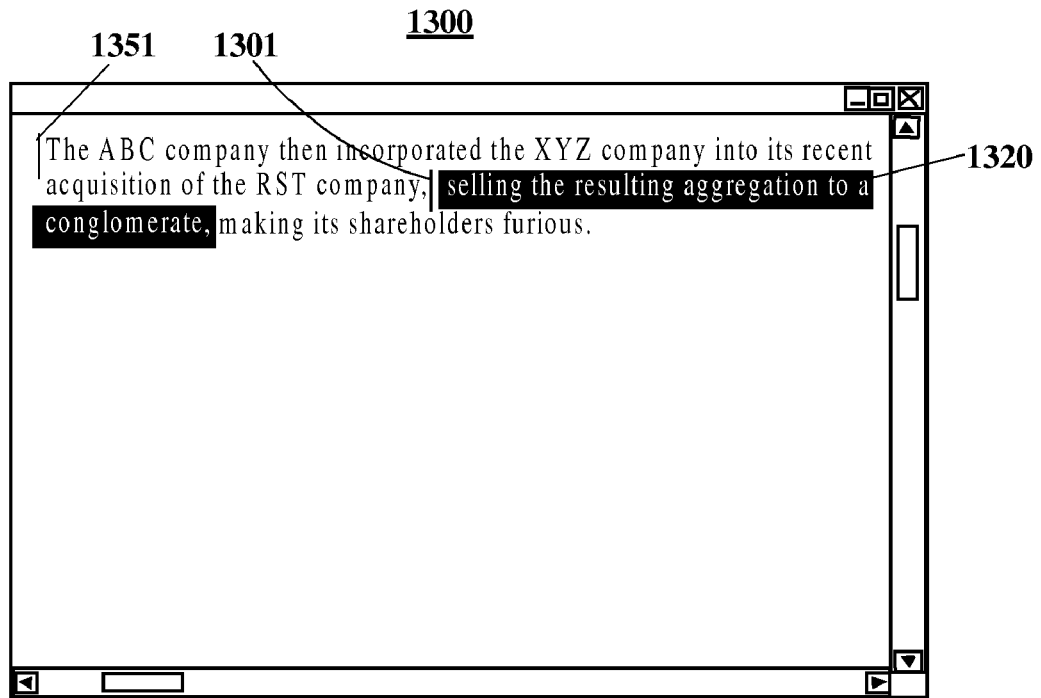 1300
1351 1301
The ABC company then incorporated the XYZ company into its recent
1320
acquisition of the RST company, selling the resulting aggregation to a
conglomerate, making its shareholders furious.